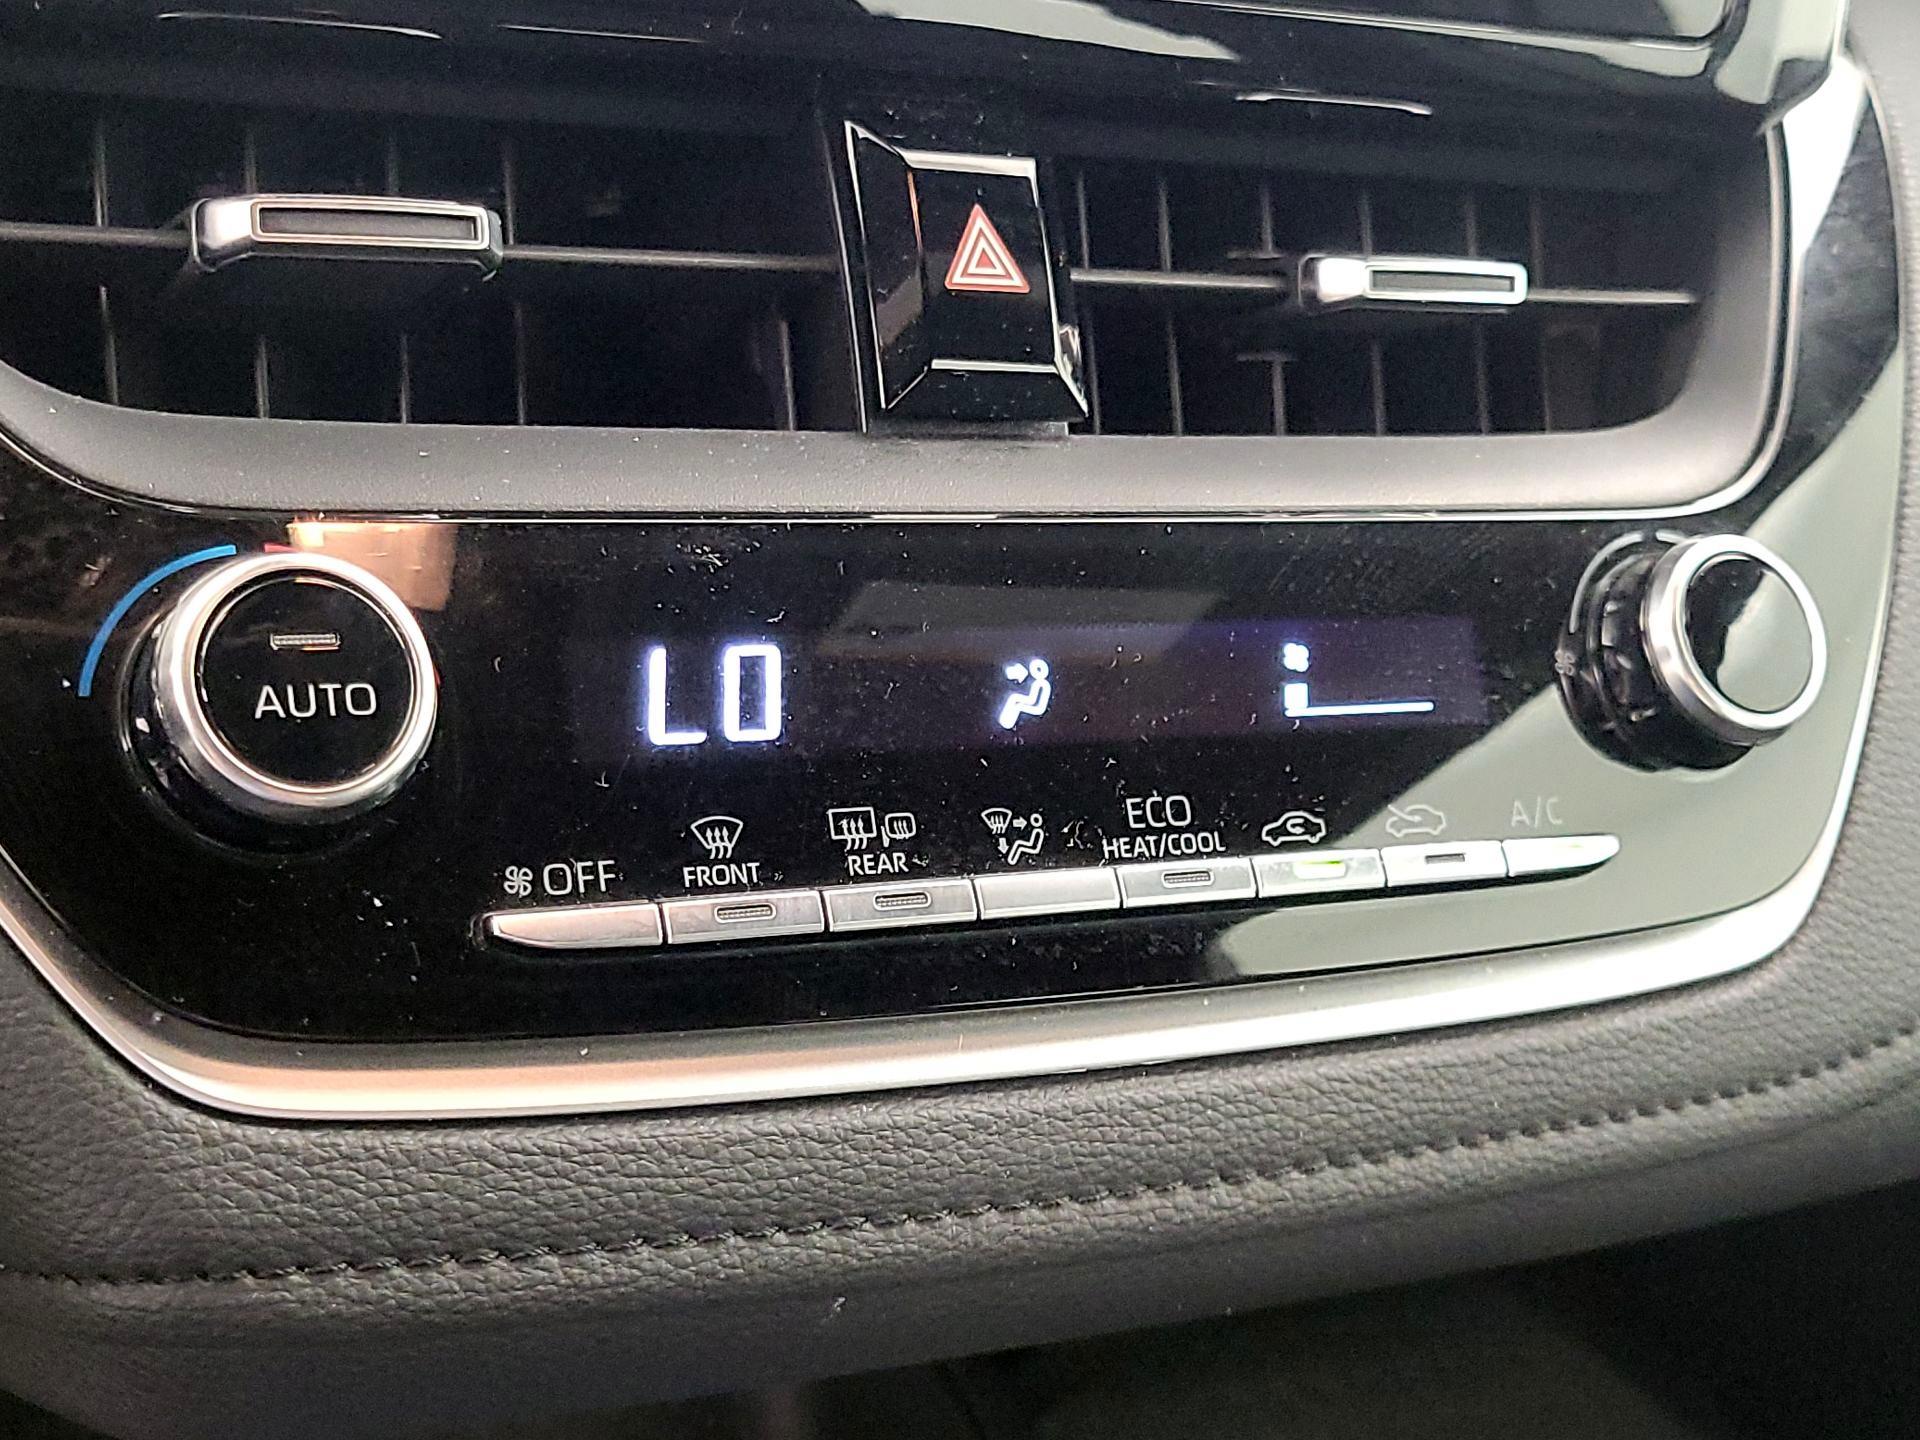 AUTO
LO
OFF
FRONT
REAR
ECO
HEAT/COOL
A/C